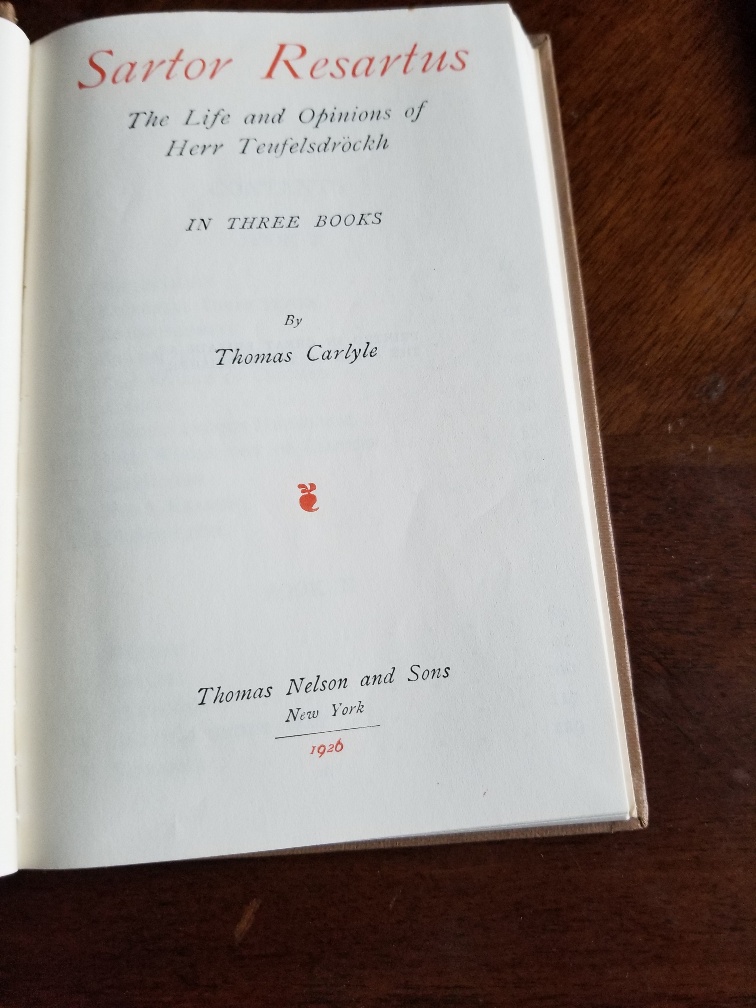 Sartor Resartus
The Life and Opinions of
Herr Teufelsdröckh
IN THREE BOOKS
By
Thomas Carlyle
Thomas Nelson and Sons
New York
1926